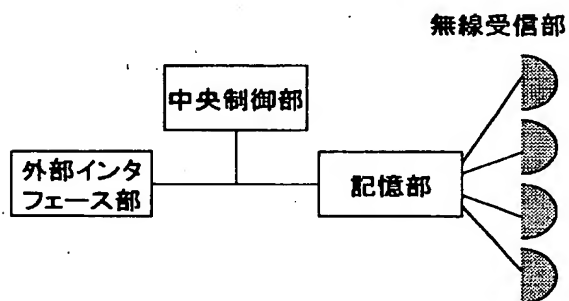 無線受信部
中央制御部
外部インタ
フェース部
記憶部